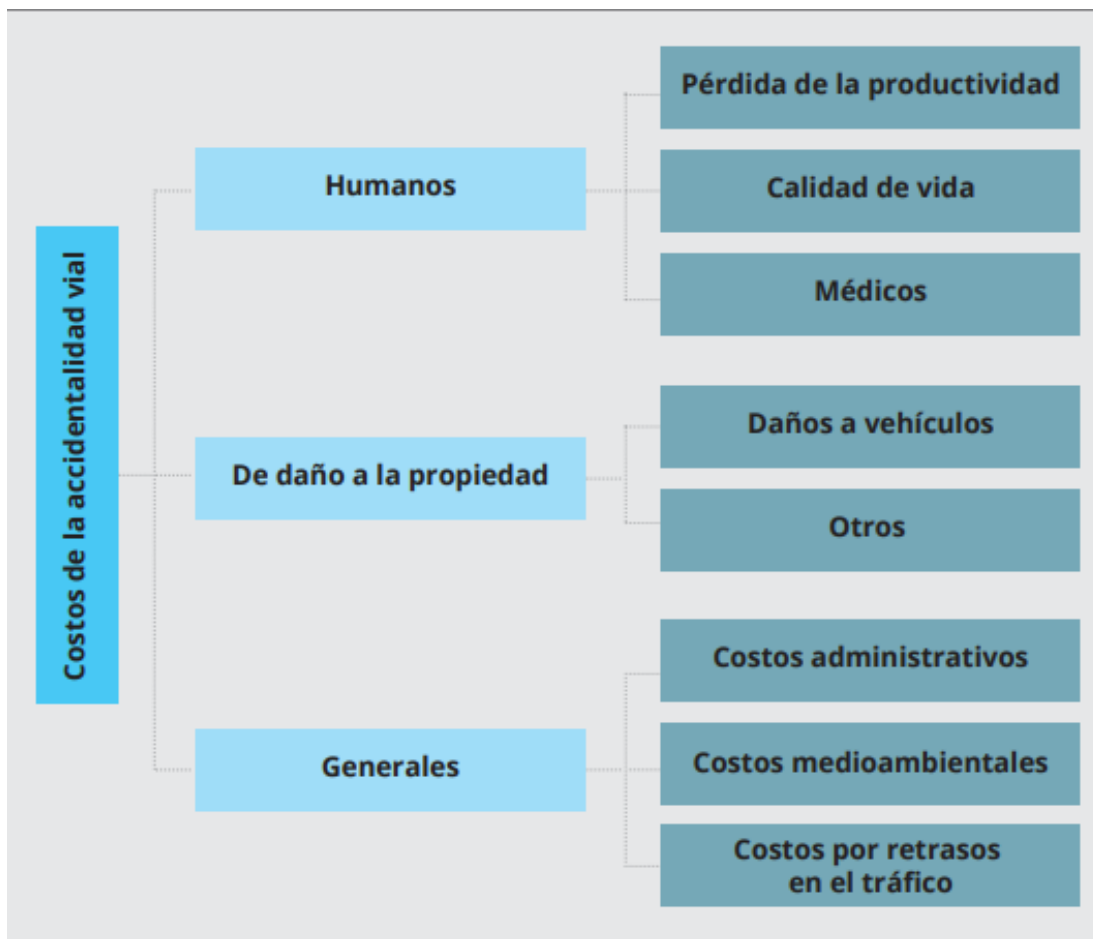 Costos de la accidentalidad vial
Humanos
Pérdida de la productividad
Calidad de vida
Médicos
De daño a la propiedad
Daños a vehículos
Otros
Generales
Costos administrativos
Costos medioambientales
Costos por retrasos
en el tráfico